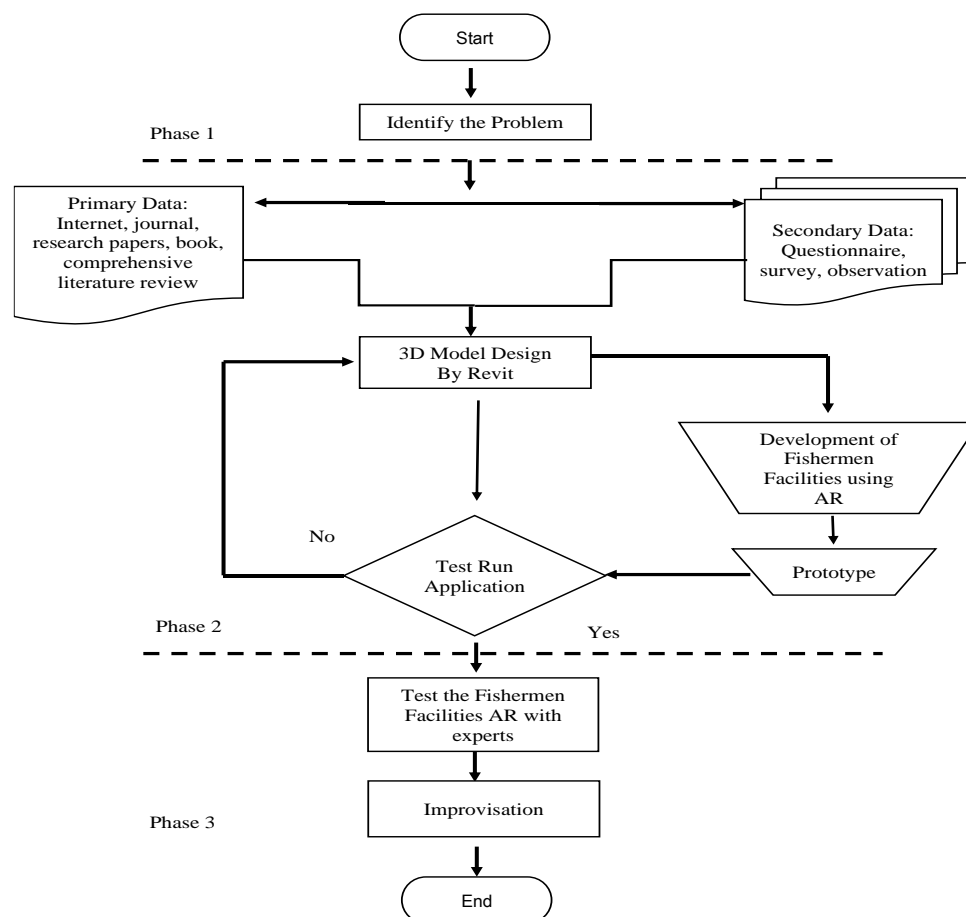 Start
Identify the Problem
Phase 1
Primary Data:
Internet, journal,
research papers, book,
comprehensive
literature review
Secondary Data:
Questionnaire,
survey, observation
3D Model Design
By Revit
Development of
Fishermen
Facilities using
AR
No
Test Run
Application
Prototype
Phase 2
Yes
Test the Fishermen
Facilities AR with
experts
Improvisation
Phase 3
End